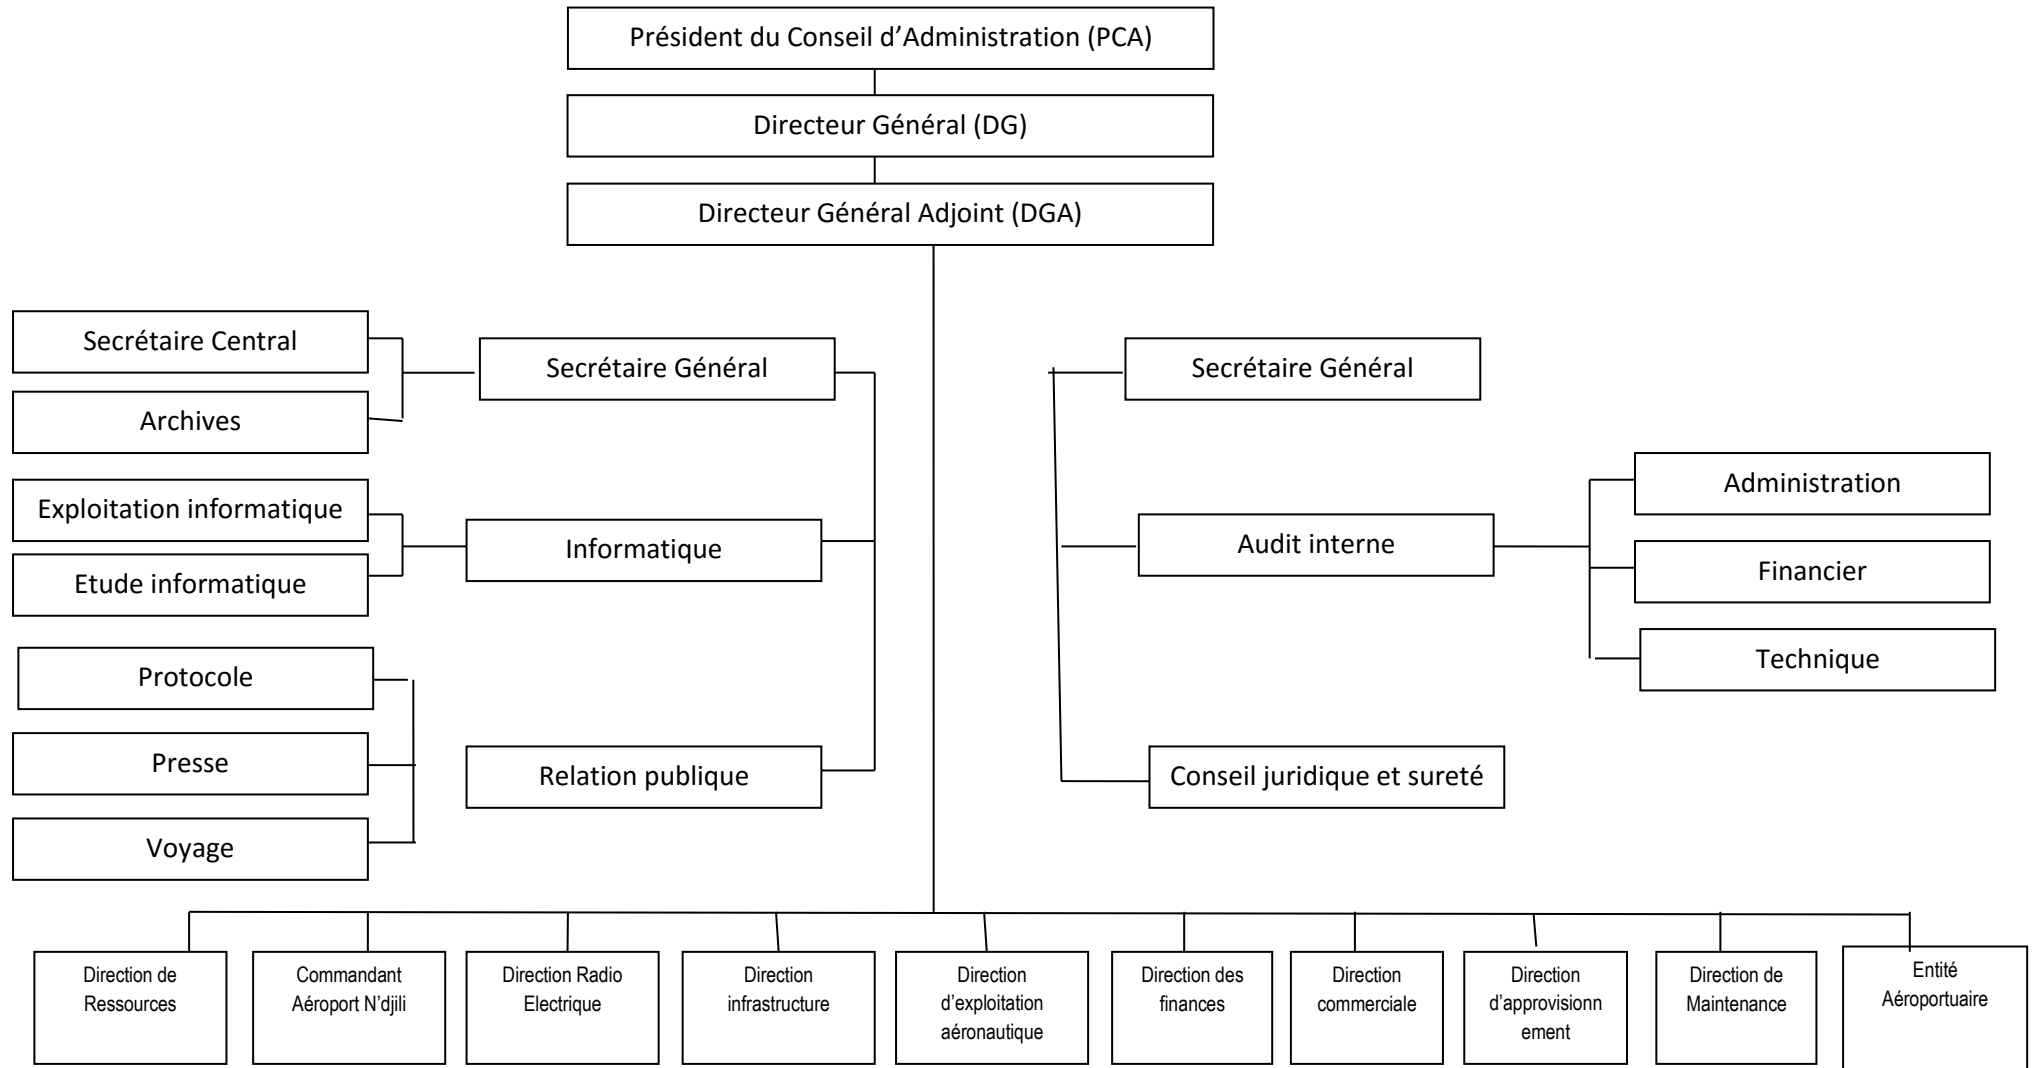 Président du Conseil d’Administration (PCA)
Directeur Général (DG)
Directeur Général Adjoint (DGA)
Secrétaire Central
Archives
Secrétaire Général
Exploitation informatique
Etude informatique
Informatique
Protocole
Presse
Voyage
Relation publique
Secrétaire Général
Audit interne
Administration
Financier
Technique
Conseil juridique et sureté
Direction de
Ressources
Commandant
Aéroport N’djili
Direction Radio
Electrique
Direction
infrastructure
Direction
d’exploitation
aéronautique
Direction des
finances
Direction
commerciale
Direction
d’approvisionn
ement
Direction de
Maintenance
Entité
Aéroportuaire